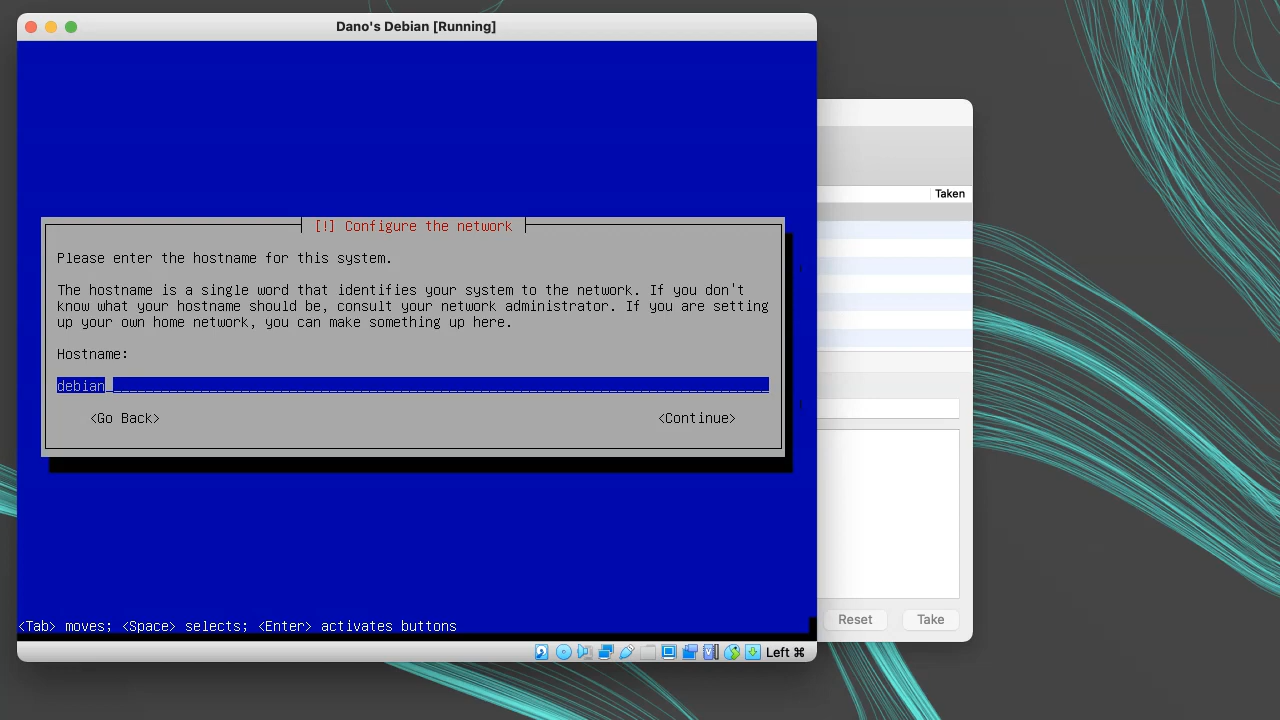 Dano's Debian [Running]
Taken
[!] Configure the network
Please enter the hostname for this system.
The hostname is a single word that identifies your system to the network. If you don't
know what your hostname should be, consult your network administrator. If you are setting
up your own home network, you can make something up here.
Hostname:
debian
<Go Back> <Continue>
<Tab> moves; <Space> selects; <Enter> activates buttons
Reset Take
Left ⌘